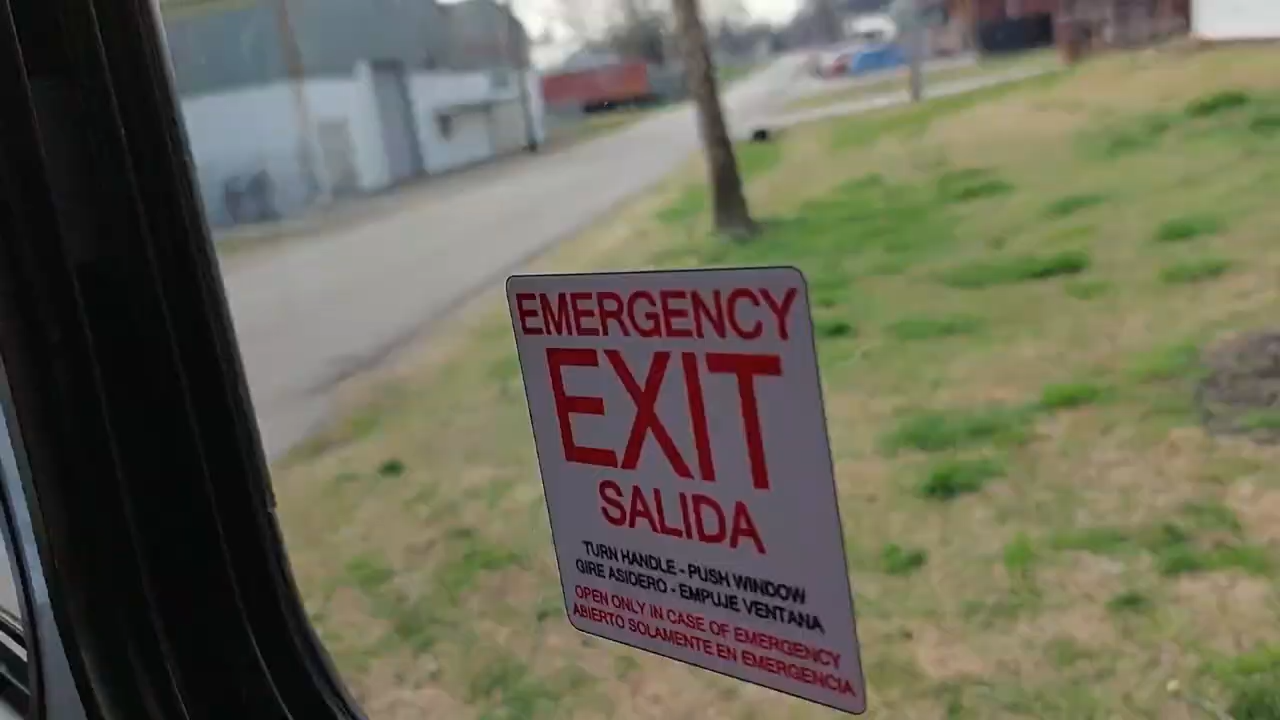 EMERGENCY
EXIT
SALIDA
TURN HANDLE - PUSH WINDOW
GIRE ASIDERO - EMPUJE VENTANA
OPEN ONLY IN CASE OF EMERGENCY
ABIERTO SOLAMENTE EN EMERGENCIA